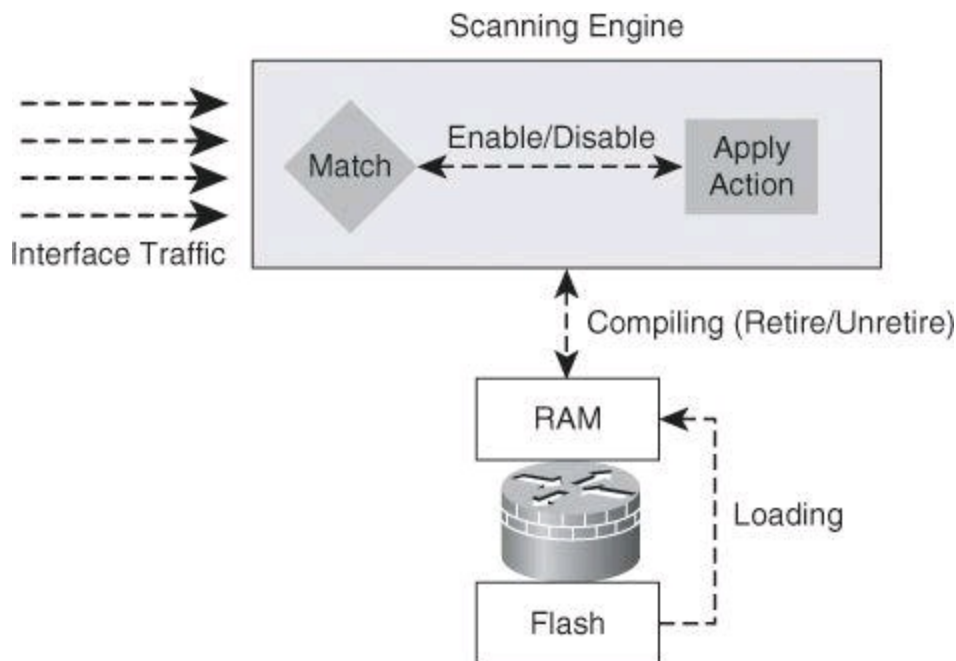 Scanning Engine
Match
Enable/Disable
Apply
Action
Interface Traffic
Compiling (Retire/Unretire)
RAM
Loading
Flash